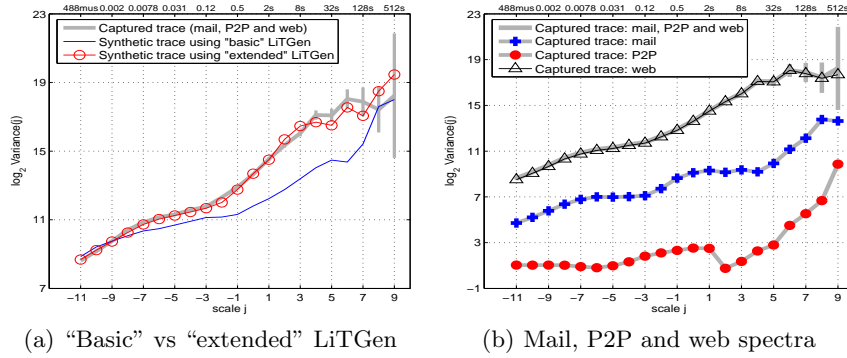 488mus 0.002 0.0078 0.031 0.12 0.5 2s 8s 32s 128s 512s
Captured trace (mail, P2P and web)
Synthetic trace using "basic" LiTGen
Synthetic trace using "extended" LiTGen
23
19
15
11
7
log2 Variance(j)
−11 −9 −7 −5 −3 −1 1 3 5 7 9
scale j
(a) “Basic” vs “extended” LiTGen
488mus 0.002 0.0078 0.031 0.12 0.5 2s 8s 32s 128s 512s
Captured trace: mail, P2P and web
Captured trace: mail
Captured trace: P2P
Captured trace: web
23
19
15
11
7
3
−1
log2 Variance(j)
−11 −9 −7 −5 −3 −1 1 3 5 7 9
scale j
(b) Mail, P2P and web spectra